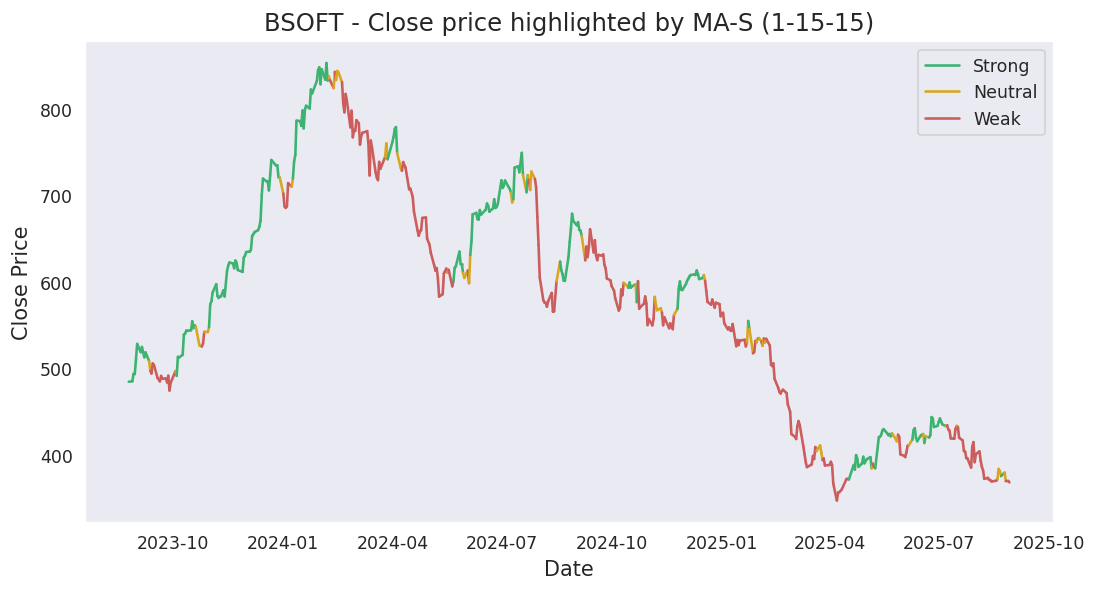 BSOFT - Close price highlighted by MA-S (1-15-15)
Strong
Neutral
Weak
Close Price
800
700
600
500
400
2023-10 2024-01 2024-04 2024-07 2024-10 2025-01 2025-04 2025-07 2025-10
Date